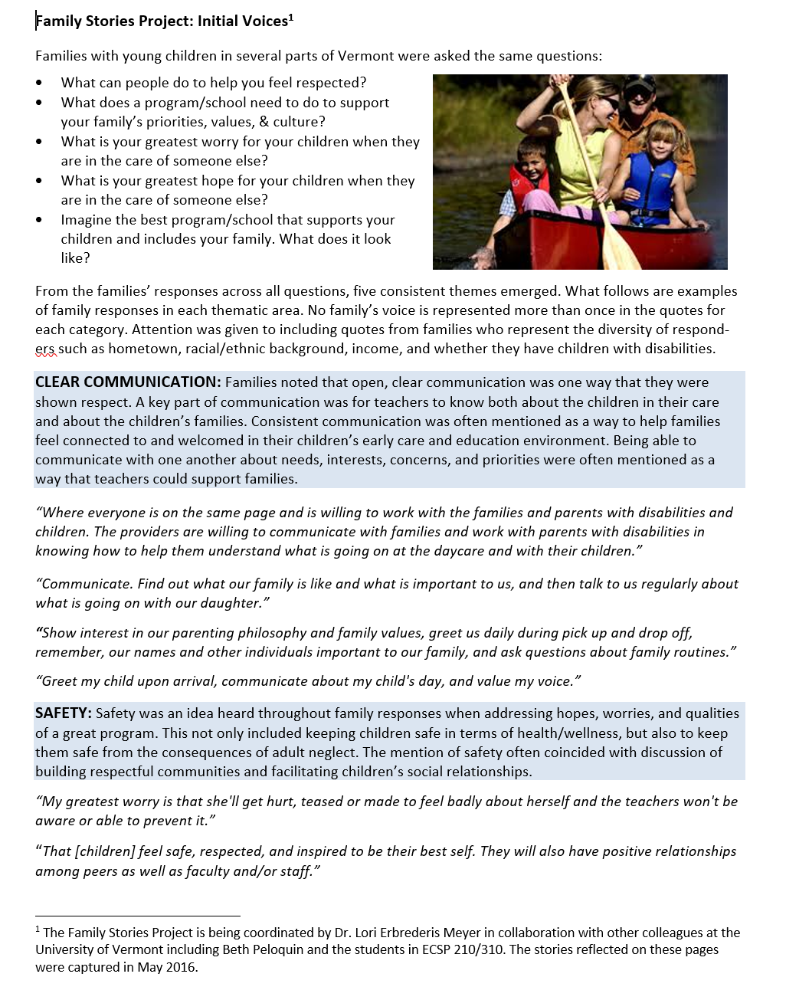 Family Stories Project: Initial Voices¹
Families with young children in several parts of Vermont were asked the same questions:
• What can people do to help you feel respected?
• What does a program/school need to do to support
your family’s priorities, values, & culture?
• What is your greatest worry for your children when they
are in the care of someone else?
• What is your greatest hope for your children when they
are in the care of someone else?
• Imagine the best program/school that supports your
children and includes your family. What does it look
like?
From the families’ responses across all questions, five consistent themes emerged. What follows are examples
of family responses in each thematic area. No family’s voice is represented more than once in the quotes for
each category. Attention was given to including quotes from families who represent the diversity of respond-
ers such as hometown, racial/ethnic background, income, and whether they have children with disabilities.
CLEAR COMMUNICATION: Families noted that open, clear communication was one way that they were
shown respect. A key part of communication was for teachers to know both about the children in their care
and about the children’s families. Consistent communication was often mentioned as a way to help families
feel connected to and welcomed in their children’s early care and education environment. Being able to
communicate with one another about needs, interests, concerns, and priorities were often mentioned as a
way that teachers could support families.
“Where everyone is on the same page and is willing to work with the families and parents with disabilities and
children. The providers are willing to communicate with families and work with parents with disabilities in
knowing how to help them understand what is going on at the daycare and with their children.”
“Communicate. Find out what our family is like and what is important to us, and then talk to us regularly about
what is going on with our daughter.”
“Show interest in our parenting philosophy and family values, greet us daily during pick up and drop off,
remember, our names and other individuals important to our family, and ask questions about family routines.”
“Greet my child upon arrival, communicate about my child's day, and value my voice.”
SAFETY: Safety was an idea heard throughout family responses when addressing hopes, worries, and qualities
of a great program. This not only included keeping children safe in terms of health/wellness, but also to keep
them safe from the consequences of adult neglect. The mention of safety often coincided with discussion of
building respectful communities and facilitating children’s social relationships.
“My greatest worry is that she'll get hurt, teased or made to feel badly about herself and the teachers won't be
aware or able to prevent it.”
“That [children] feel safe, respected, and inspired to be their best self. They will also have positive relationships
among peers as well as faculty and/or staff.”
¹ The Family Stories Project is being coordinated by Dr. Lori Erbrederis Meyer in collaboration with other colleagues at the
University of Vermont including Beth Peloquin and the students in ECSP 210/310. The stories reflected on these pages
were captured in May 2016.